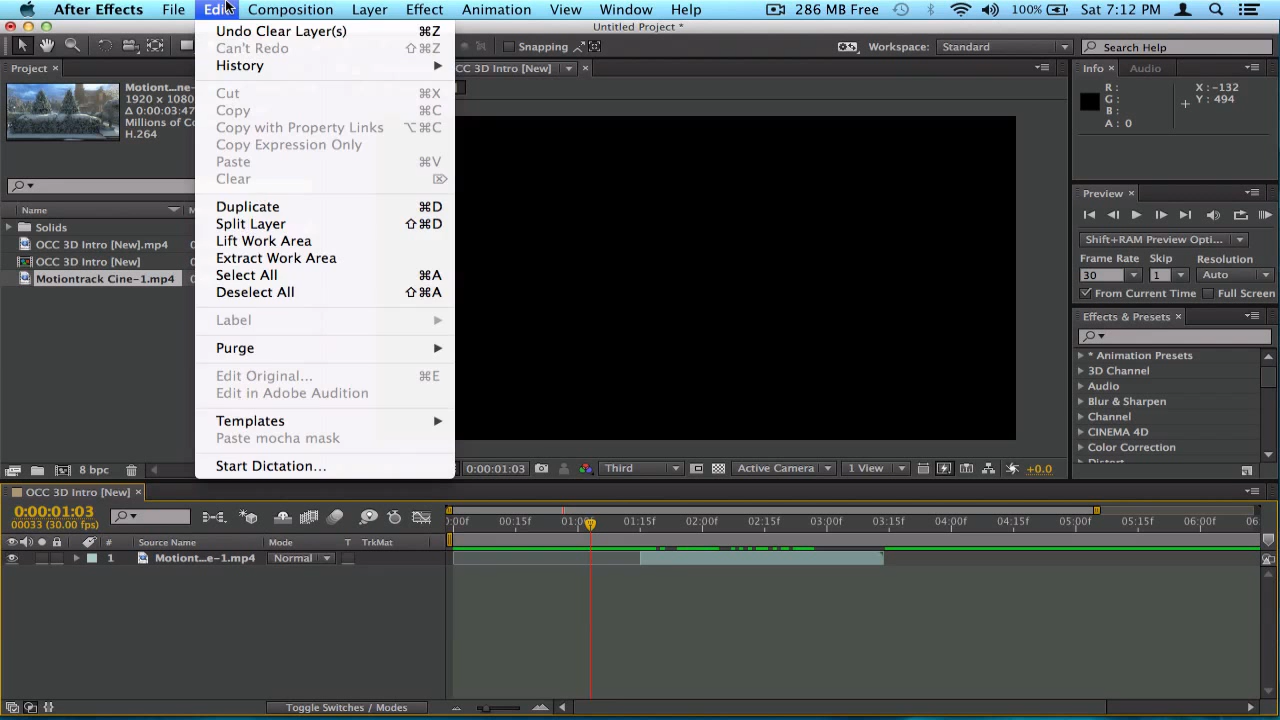 After Effects File Edit Composition Layer Effect Animation View Window Help 286 MB Free 100% Sat 7:12 PM
Untitled Project *
Snapping Workspace: Standard Search Help
Project × CC 3D Intro [New] × Info × Audio
Motiont...ne-
1920 x 1080
Δ 0:00:03:47
Millions of Co
H.264
Name
Solids
OCC 3D Intro [New].mp4
OCC 3D Intro [New]
Motiontrack Cine-1.mp4
8 bpc
Undo Clear Layer(s) ⌘Z
Can't Redo ⇧⌘Z
History
Cut ⌘X
Copy ⌘C
Copy with Property Links ⌥⌘C
Copy Expression Only
Paste ⌘V
Clear
Duplicate ⌘D
Split Layer ⇧⌘D
Lift Work Area
Extract Work Area
Select All ⌘A
Deselect All ⇧⌘A
Label
Purge
Edit Original... ⌘E
Edit in Adobe Audition
Templates
Paste mocha mask
Start Dictation...
R : X : -132
G : Y : 494
B :
A : 0
Preview ×
Shift+RAM Preview Opti...
Frame Rate Skip Resolution
30 1 Auto
From Current Time Full Screen
Effects & Presets ×
* Animation Presets
3D Channel
Audio
Blur & Sharpen
Channel
CINEMA 4D
Color Correction
0:00:01:03 Third Active Camera 1 View +0.0
OCC 3D Intro [New] ×
0:00:01:03
00033 (30.00 fps)
:00f 00:15f 01:00f 01:15f 02:00f 02:15f 03:00f 03:15f 04:00f 04:15f 05:00f 05:15f 06:00f 06
# Source Name Mode T TrkMat
1 Motiont...e-1.mp4 Normal
Toggle Switches / Modes